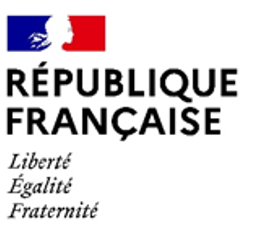 RÉPUBLIQUE
FRANÇAISE
Liberté
Égalité
Fraternité